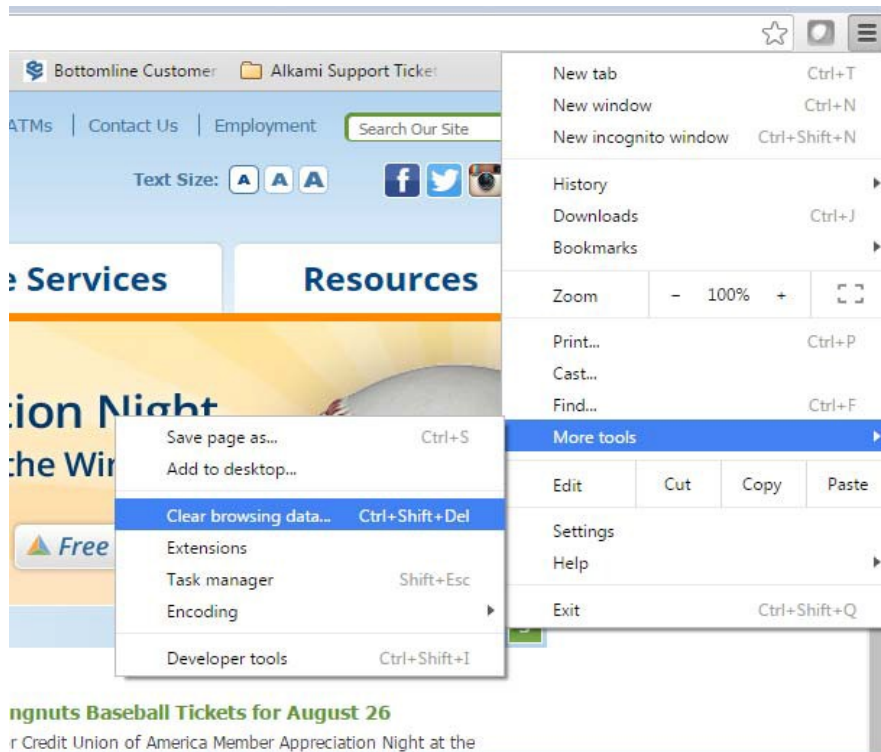 Bottomline Customer Alkami Support Ticket
ATMs | Contact Us | Employment Search Our Site
Text Size: A A A
Services Resources
Night
the
Free
New tab Ctrl+T
New window Ctrl+N
New incognito window Ctrl+Shift+N
History
Downloads Ctrl+J
Bookmarks
Zoom - 100% +
Print... Ctrl+P
Cast...
Find... Ctrl+F
More tools
Edit Cut Copy Paste
Settings
Help
Exit Ctrl+Shift+Q
Save page as... Ctrl+S
Add to desktop...
Clear browsing data... Ctrl+Shift+Del
Extensions
Task manager Shift+Esc
Encoding
Developer tools Ctrl+Shift+I
ngnuts Baseball Tickets for August 26
r Credit Union of America Member Appreciation Night at the